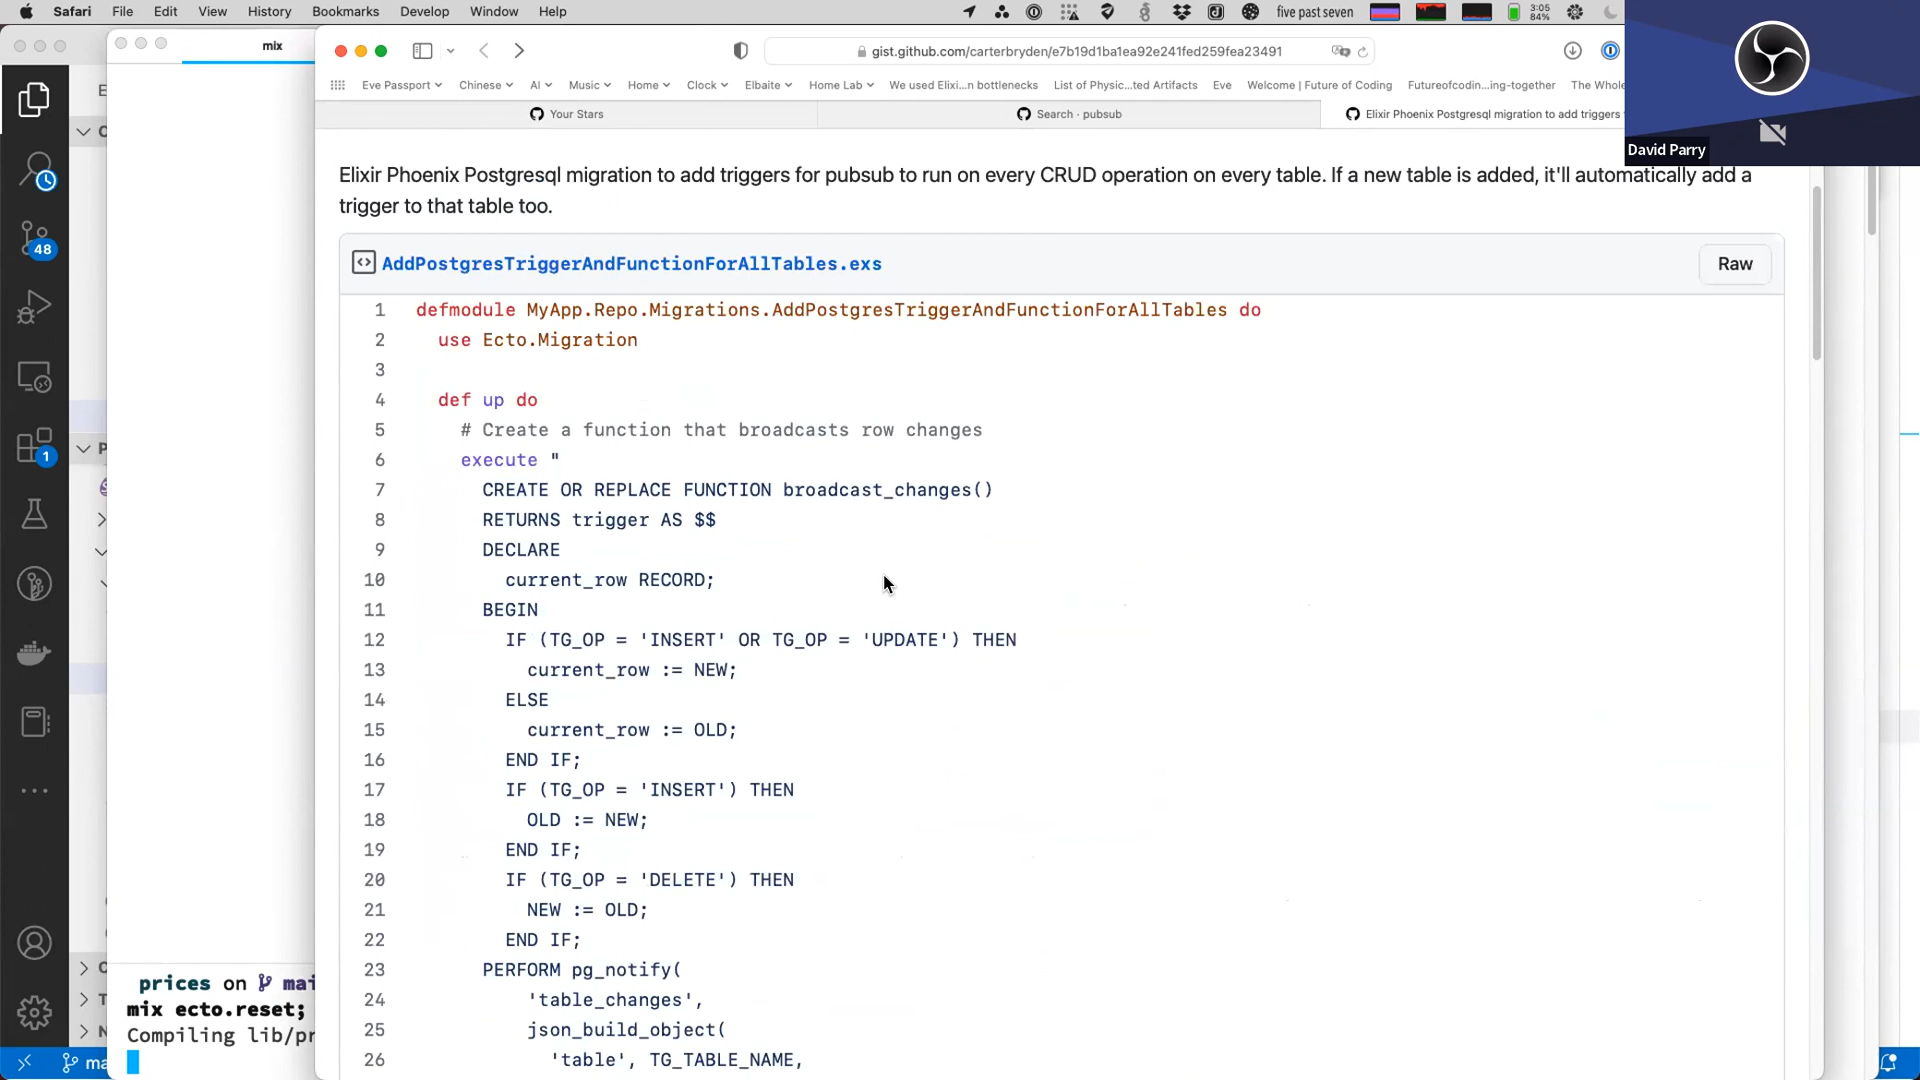 Safari File Edit View History Bookmarks Develop Window Help
five past seven
3:05
84%
mix
gist.github.com/carterbryden/e7b19d1ba1ea92e241fed259fea23491
Eve Passport Chinese AI Music Home Clock Elbaite Home Lab We used Elixi...n bottlenecks List of Physic...ted Artifacts Eve Welcome | Future of Coding Futureofcodin...ing-together The Whole
Your Stars
Search · pubsub
Elixir Phoenix Postgresql migration to add triggers
David Parry
Elixir Phoenix Postgresql migration to add triggers for pubsub to run on every CRUD operation on every table. If a new table is added, it'll automatically add a
trigger to that table too.
AddPostgresTriggerAndFunctionForAllTables.exs
Raw
1 defmodule MyApp.Repo.Migrations.AddPostgresTriggerAndFunctionForAllTables do
2 use Ecto.Migration
3
4 def up do
5 # Create a function that broadcasts row changes
6 execute "
7 CREATE OR REPLACE FUNCTION broadcast_changes()
8 RETURNS trigger AS $$
9 DECLARE
10 current_row RECORD;
11 BEGIN
12 IF (TG_OP = 'INSERT' OR TG_OP = 'UPDATE') THEN
13 current_row := NEW;
14 ELSE
15 current_row := OLD;
16 END IF;
17 IF (TG_OP = 'INSERT') THEN
18 OLD := NEW;
19 END IF;
20 IF (TG_OP = 'DELETE') THEN
21 NEW := OLD;
22 END IF;
23 PERFORM pg_notify(
24 'table_changes',
25 json_build_object(
26 'table', TG_TABLE_NAME,
48
1
prices on mai
mix ecto.reset;
Compiling lib/pr
ma